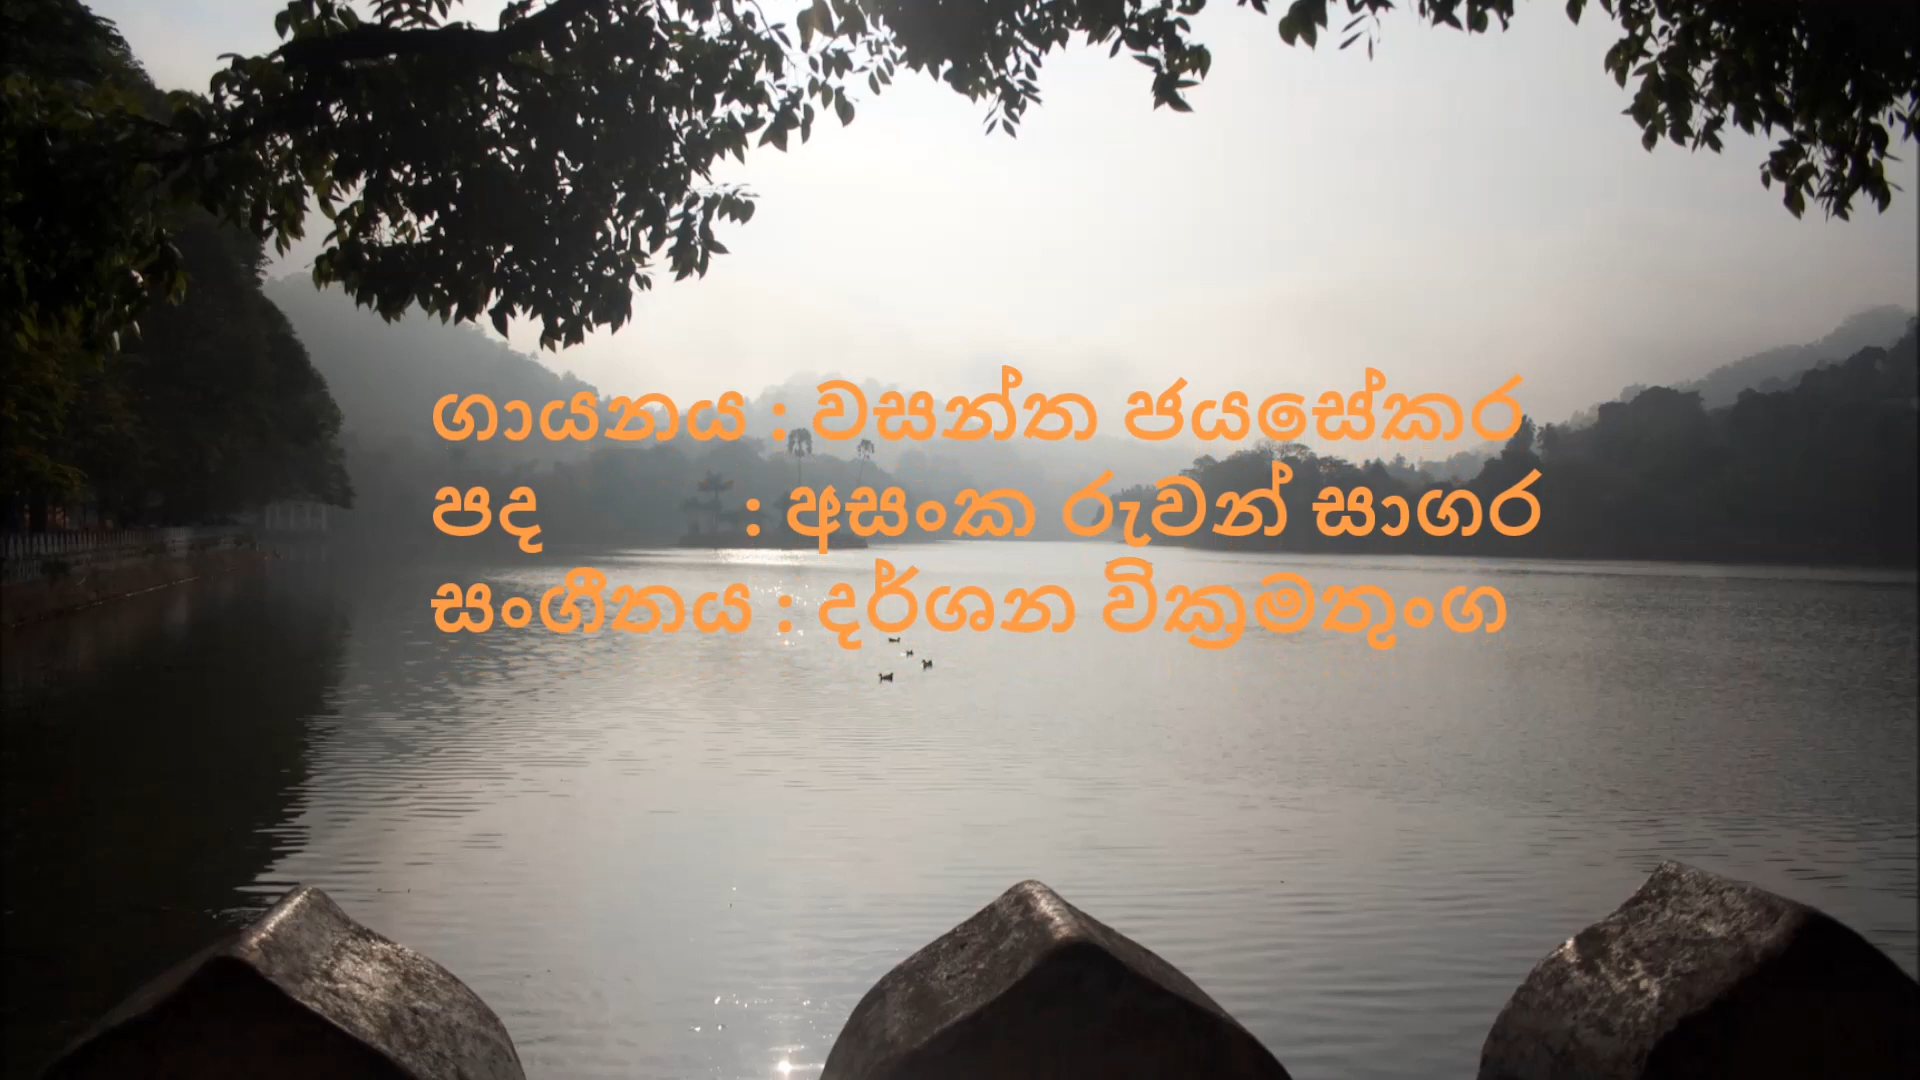 ගායනය : වසන්ත ජයසේකර
පද : අසංක රුවන් සාගර
සංගීතය : දර්ශන වික්‍රමතුංග